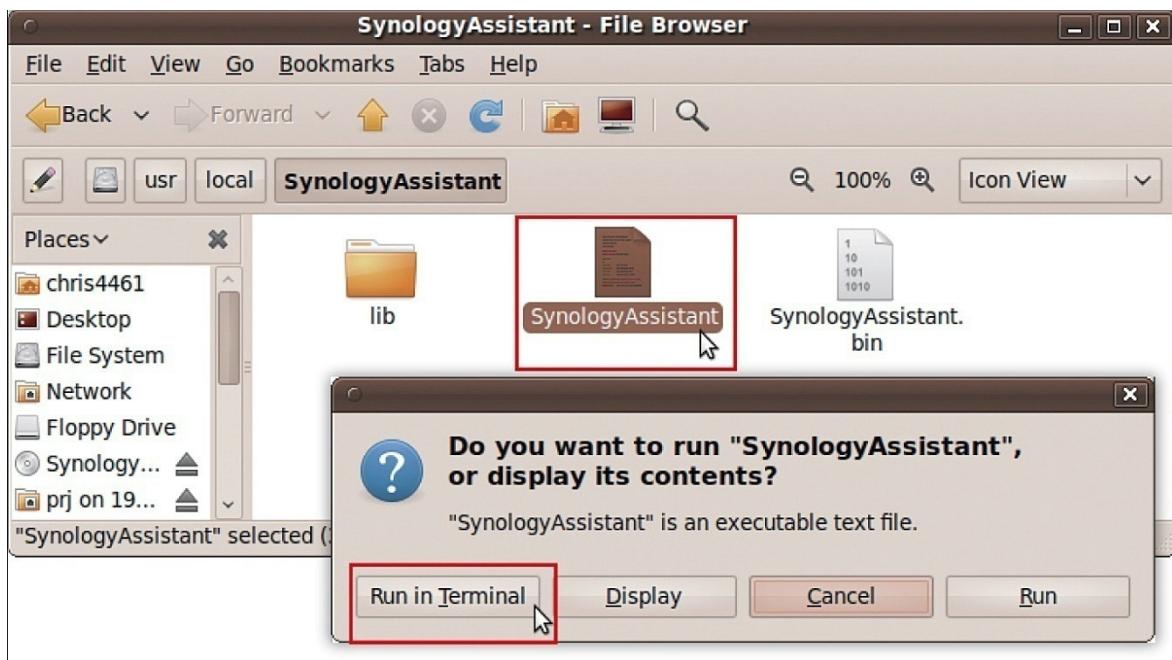 SynologyAssistant - File Browser
File Edit View Go Bookmarks Tabs Help
Back Forward
usr local SynologyAssistant 100% Icon View
Places
chris4461
Desktop
File System
Network
Floppy Drive
Synology...
prj on 19...
lib
SynologyAssistant
1
10
101
1010
SynologyAssistant.
bin
"SynologyAssistant" selected (
Do you want to run "SynologyAssistant",
or display its contents?
"SynologyAssistant" is an executable text file.
Run in Terminal Display Cancel Run